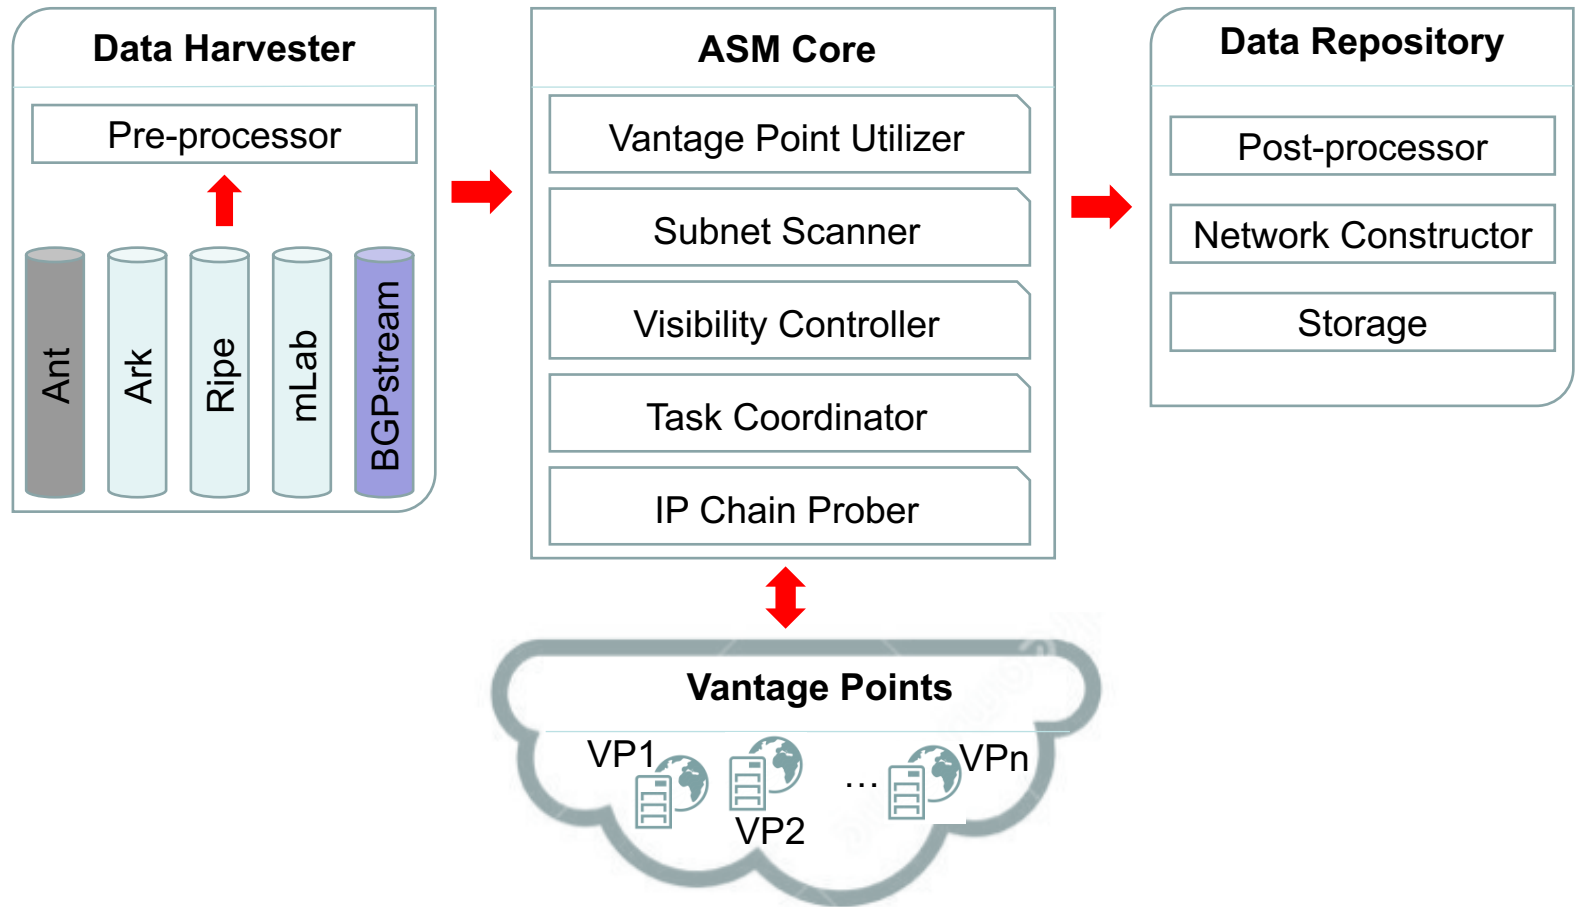 Data Harvester
Pre-processor
Ant
Ark
Ripe
mLab
BGPstream
ASM Core
Vantage Point Utilizer
Subnet Scanner
Visibility Controller
Task Coordinator
IP Chain Prober
Data Repository
Post-processor
Network Constructor
Storage
Vantage Points
VP1
VP2
...
VPn